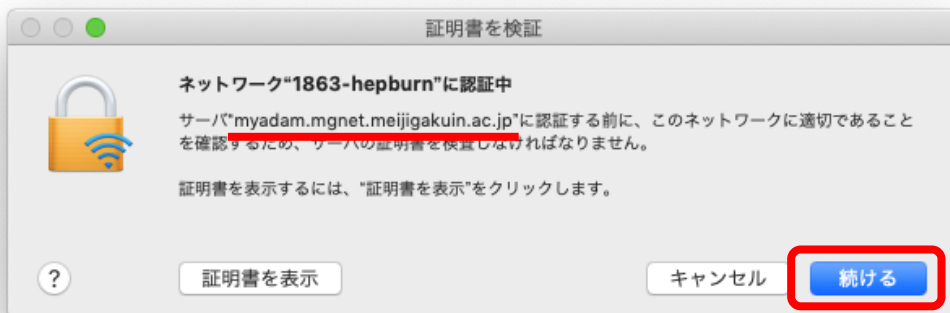 証明書を検証
ネットワーク“1863-hepburn”に認証中
サーバ“myadam.mgnet.meijigakuin.ac.jp”に認証する前に、このネットワークに適切であること
を確認するため、サーバの証明書を検査しなければなりません。
証明書を表示するには、“証明書を表示”をクリックします。
?
証明書を表示
キャンセル
続ける